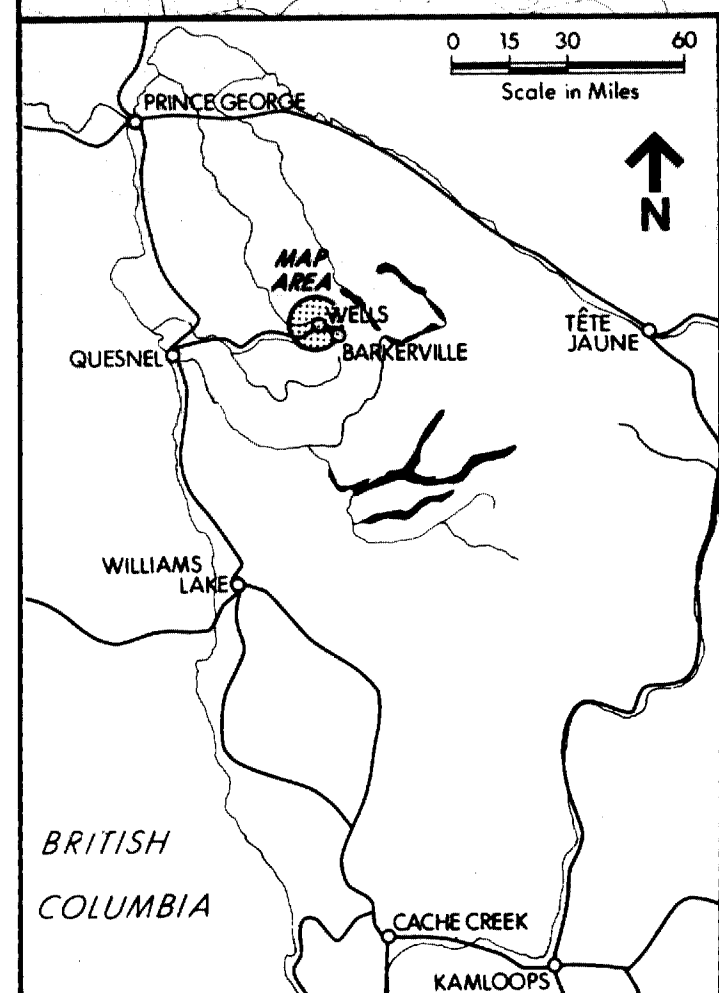 0 15 30 60
Scale in Miles
PRINCE GEORGE
N
MAP
AREA
WELLS
TÊTE
JAUNE
QUESNEL
BARKERVILLE
WILLIAMS
LAKE
BRITISH
COLUMBIA
CACHE CREEK
KAMLOOPS